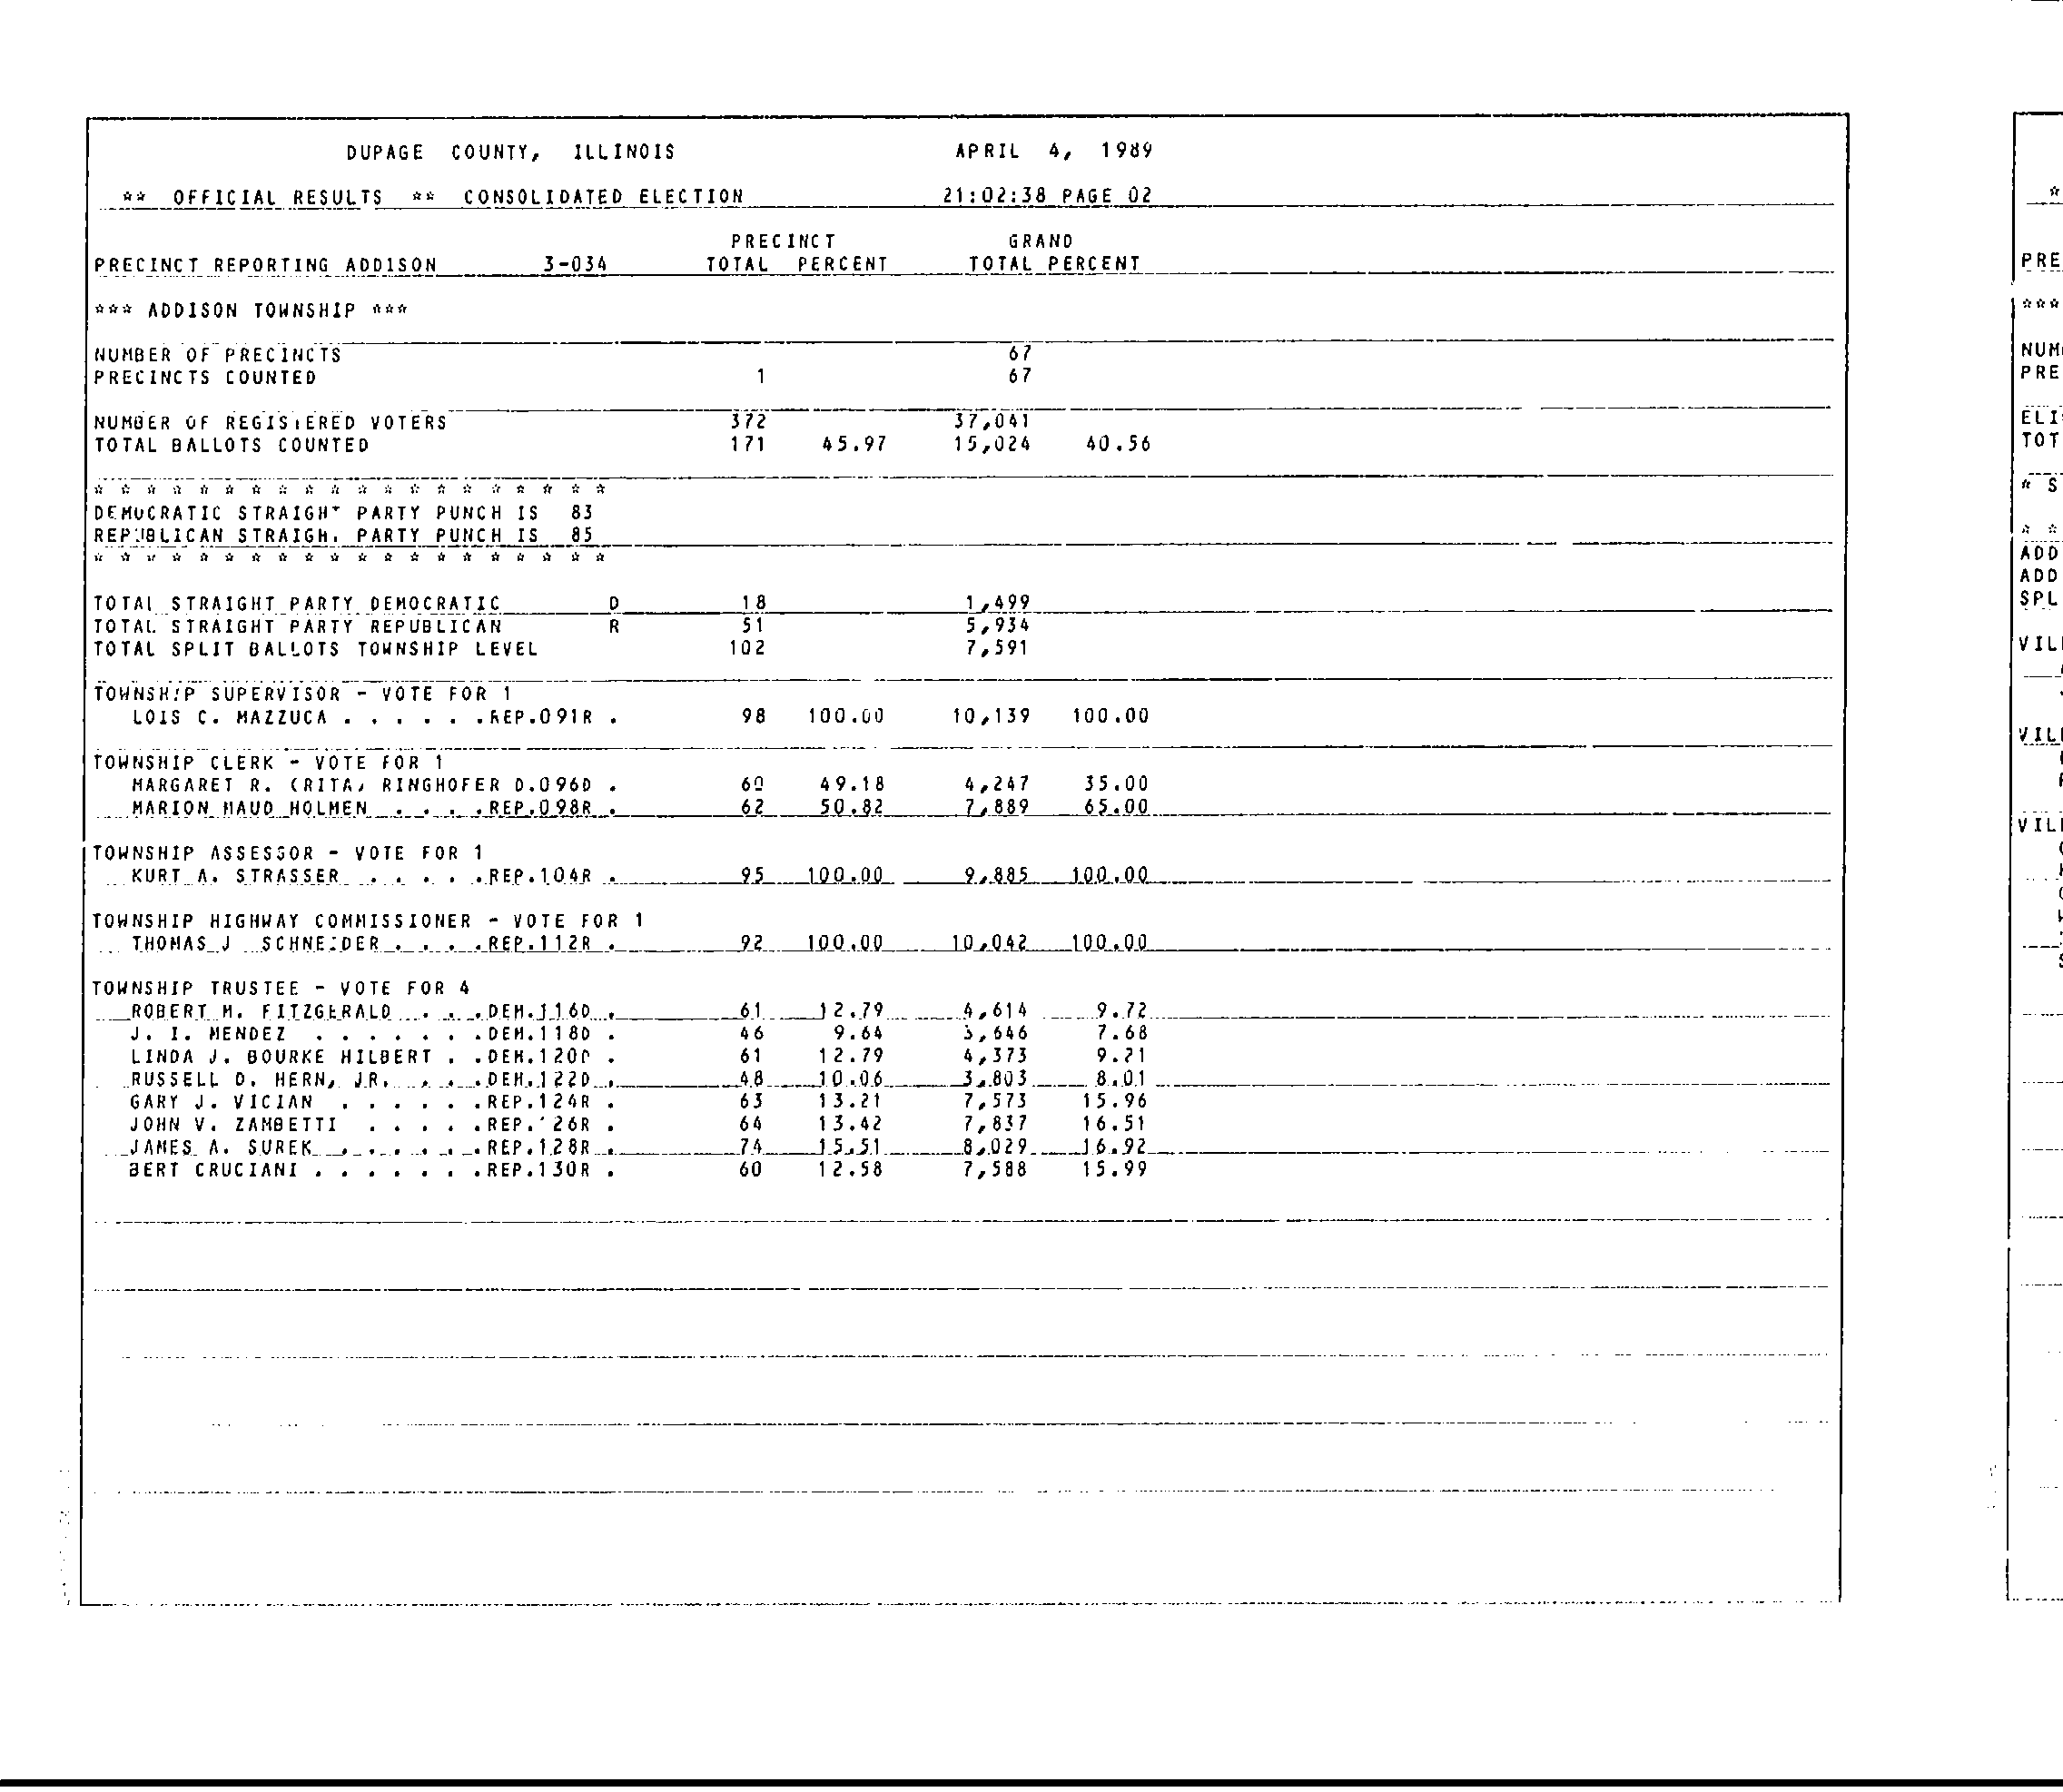 DUPAGE COUNTY, ILLINOIS APRIL 4, 1989
** OFFICIAL RESULTS ** CONSOLIDATED ELECTION 21:02:38 PAGE 02
PRECINCT GRAND
PRECINCT REPORTING ADDISON 3-034 TOTAL PERCENT TOTAL PERCENT
*** ADDISON TOWNSHIP ***
NUMBER OF PRECINCTS 67
PRECINCTS COUNTED 1 67
NUMBER OF REGISTERED VOTERS 372 37,041
TOTAL BALLOTS COUNTED 171 45.97 15,024 40.56
* * * * * * * * * * * * * * * * * * * *
DEMOCRATIC STRAIGHT PARTY PUNCH IS 83
REPUBLICAN STRAIGHT PARTY PUNCH IS 85
* * * * * * * * * * * * * * * * * * * *
TOTAL STRAIGHT PARTY DEMOCRATIC D 18 1,499
TOTAL STRAIGHT PARTY REPUBLICAN R 51 5,934
TOTAL SPLIT BALLOTS TOWNSHIP LEVEL 102 7,591
TOWNSHIP SUPERVISOR - VOTE FOR 1
LOIS C. MAZZUCA . . . . . .REP.091R . 98 100.00 10,139 100.00
TOWNSHIP CLERK - VOTE FOR 1
MARGARET R. (RITA) RINGHOFER D.096D . 60 49.18 4,247 35.00
MARION MAUD HOLMEN . . . . .REP.098R . 62 50.82 7,889 65.00
TOWNSHIP ASSESSOR - VOTE FOR 1
KURT A. STRASSER . . . . .REP.104R . 95 100.00 9,885 100.00
TOWNSHIP HIGHWAY COMMISSIONER - VOTE FOR 1
THOMAS J SCHNEIDER . . . .REP.112R . 92 100.00 10,042 100.00
TOWNSHIP TRUSTEE - VOTE FOR 4
ROBERT M. FITZGERALD . . .DEM.116D . 61 12.79 4,614 9.72
J. I. MENDEZ . . . . . . .DEM.118D . 46 9.64 3,646 7.68
LINDA J. BOURKE HILBERT . .DEM.120D . 61 12.79 4,373 9.21
RUSSELL D. HERN, JR. . . .DEM.122D . 48 10.06 3,803 8.01
GARY J. VICIAN . . . . . .REP.124R . 63 13.21 7,573 15.96
JOHN V. ZAMBETTI . . . . .REP.126R . 64 13.42 7,837 16.51
JAMES A. SUREK . . . . . .REP.128R . 74 15.51 8,029 16.92
BERT CRUCIANI . . . . . . .REP.130R . 60 12.58 7,588 15.99
*
PRE
***
NUM
PRE
ELI
TOT
* S
* *
ADD
ADD
SPL
VIL
VIL
VIL